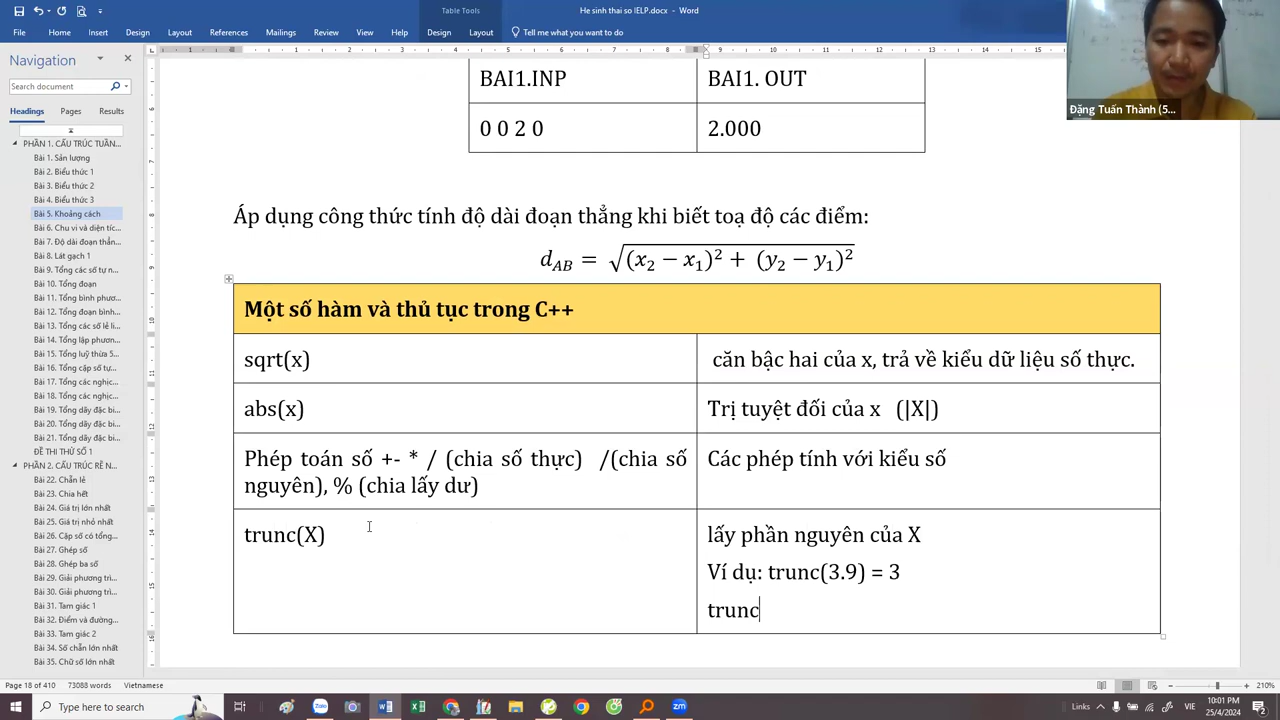 Table Tools
He sinh thai so IELP.docx - Word
File Home Insert Design Layout References Mailings Review View Help Design Layout Tell me what you want to do
Navigation
Search document
Headings Pages Results
PHẦN 1. CẤU TRÚC TUẦN...
Bài 1. Sản lượng
Bài 2. Biểu thức 1
Bài 3. Biểu thức 2
Bài 4. Biểu thức 3
Bài 5. Khoảng cách
Bài 6. Chu vi và diện tíc...
Bài 7. Độ dài đoạn thẳn...
Bài 8. Lát gạch 1
Bài 9. Tổng các số tự n...
Bài 10. Tổng đoạn
Bài 11. Tổng bình phươ...
Bài 12. Tổng đoạn bình...
Bài 13. Tổng các số lẻ li...
Bài 14. Tổng lập phươn...
Bài 15. Tổng luỹ thừa 5...
Bài 16. Tổng cặp số tự...
Bài 17. Tổng các nghịc...
Bài 18. Tổng các nghịc...
Bài 19. Tổng dãy đặc bi...
Bài 20. Tổng dãy đặc bi...
Bài 21. Tổng dãy đặc bi...
ĐỀ THI THỬ SỐ 1
PHẦN 2. CẤU TRÚC RẼ N...
Bài 22. Chẵn lẻ
Bài 23. Chia hết
Bài 24. Giá trị lớn nhất
Bài 25. Giá trị nhỏ nhất
Bài 26. Cặp số có tổng...
Bài 27. Ghép số
Bài 28. Ghép ba số
Bài 29. Giải phương trì...
Bài 30. Giải phương trì...
Bài 31. Tam giác 1
Bài 32. Điểm và đường...
Bài 33. Tam giác 2
Bài 34. Số chẵn lớn nhất
Bài 35. Chữ số lớn nhất
BAI1.INP BAI1. OUT
0 0 2 0 2.000
Áp dụng công thức tính độ dài đoạn thẳng khi biết toạ độ các điểm:
d_AB = √(x₂ − x₁)² + (y₂ − y₁)²
Một số hàm và thủ tục trong C++
sqrt(x) căn bậc hai của x, trả về kiểu dữ liệu số thực.
abs(x) Trị tuyệt đối của x (|X|)
Phép toán số +- * / (chia số thực) /(chia số
nguyên), % (chia lấy dư)
Các phép tính với kiểu số
trunc(X)
lấy phần nguyên của X
Ví dụ: trunc(3.9) = 3
trunc
Đặng Tuấn Thành (5...
Page 18 of 410 73088 words Vietnamese 210%
Type here to search
Zalo
zm
10:01 PM
25/4/2024